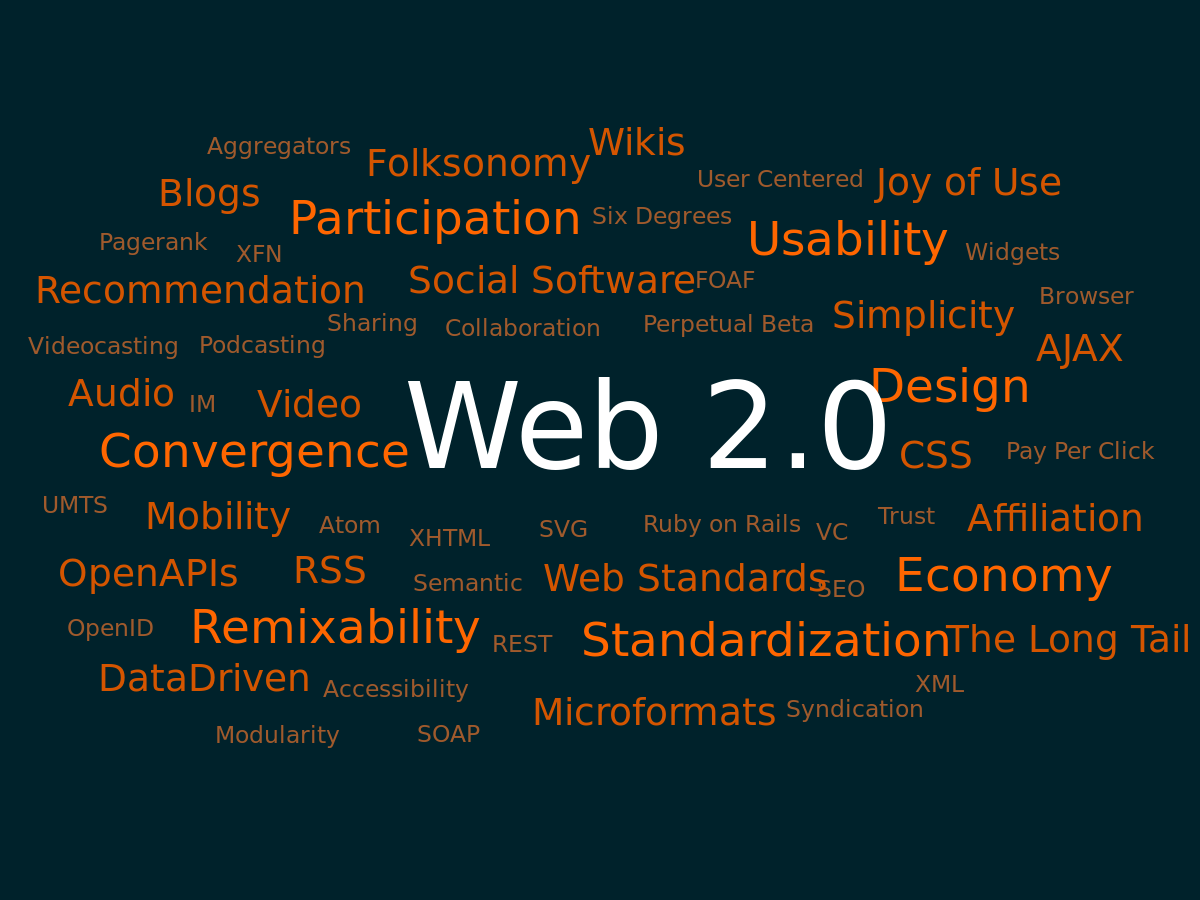 Wikis
Aggregators
Folksonomy
User Centered
Joy of Use
Blogs
Participation
Six Degrees
Usability
Pagerank
XFN
Widgets
Recommendation
Social Software
FOAF
Browser
Sharing
Collaboration
Perpetual Beta
Simplicity
Videocasting
Podcasting
AJAX
Audio
IM
Video
Web 2.0
Design
Convergence
CSS
Pay Per Click
UMTS
Mobility
Atom
XHTML
SVG
Ruby on Rails
VC
Trust
Affiliation
OpenAPIs
RSS
Semantic
Web Standards
SEO
Economy
OpenID
Remixability
REST
Standardization
The Long Tail
DataDriven
Accessibility
XML
Microformats
Syndication
Modularity
SOAP